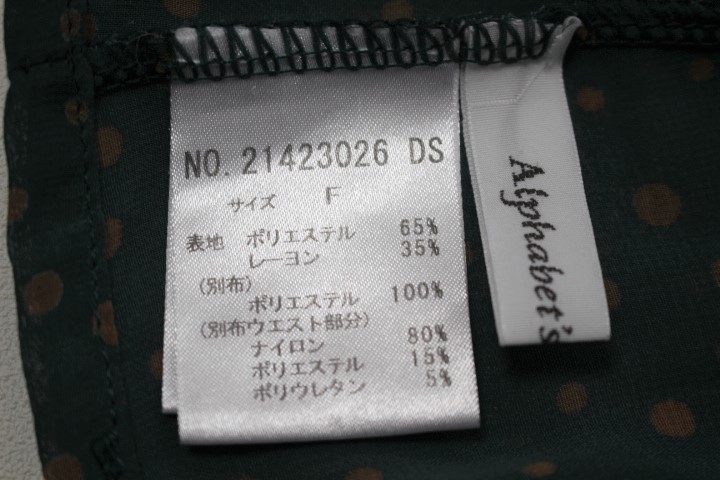 NO. 21423026 DS
サイズ F
表地 ポリエステル 65%
レーヨン 35%
(別布)
ポリエステル 100%
(別布ウエスト部分)
ナイロン 80%
ポリエステル 15%
ポリウレタン 5%
Alphabet's